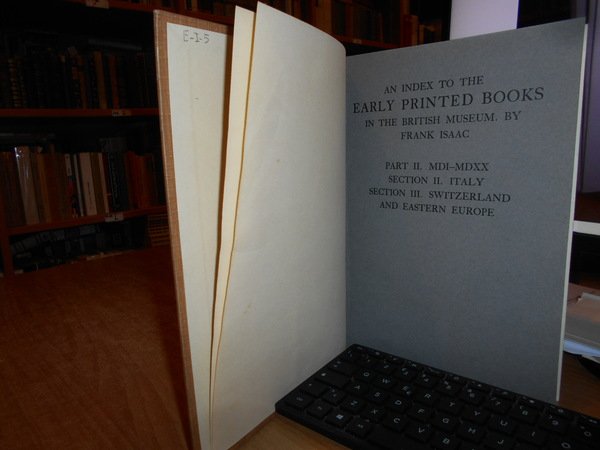 E-I-5
AN INDEX TO THE
EARLY PRINTED BOOKS
IN THE BRITISH MUSEUM. BY
FRANK ISAAC
PART II. MDI–MDXX
SECTION II. ITALY
SECTION III. SWITZERLAND
AND EASTERN EUROPE